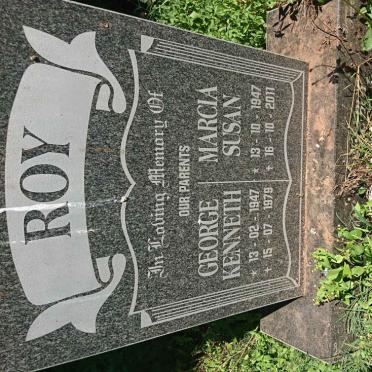 ROY
In Loving Memory Of
OUR PARENTS
GEORGE
KENNETH
* 13 - 02 - 1947
+ 15 - 07 - 1979
MARCIA
SUSAN
* 13 - 10 - 1947
+ 16 - 10 - 2011